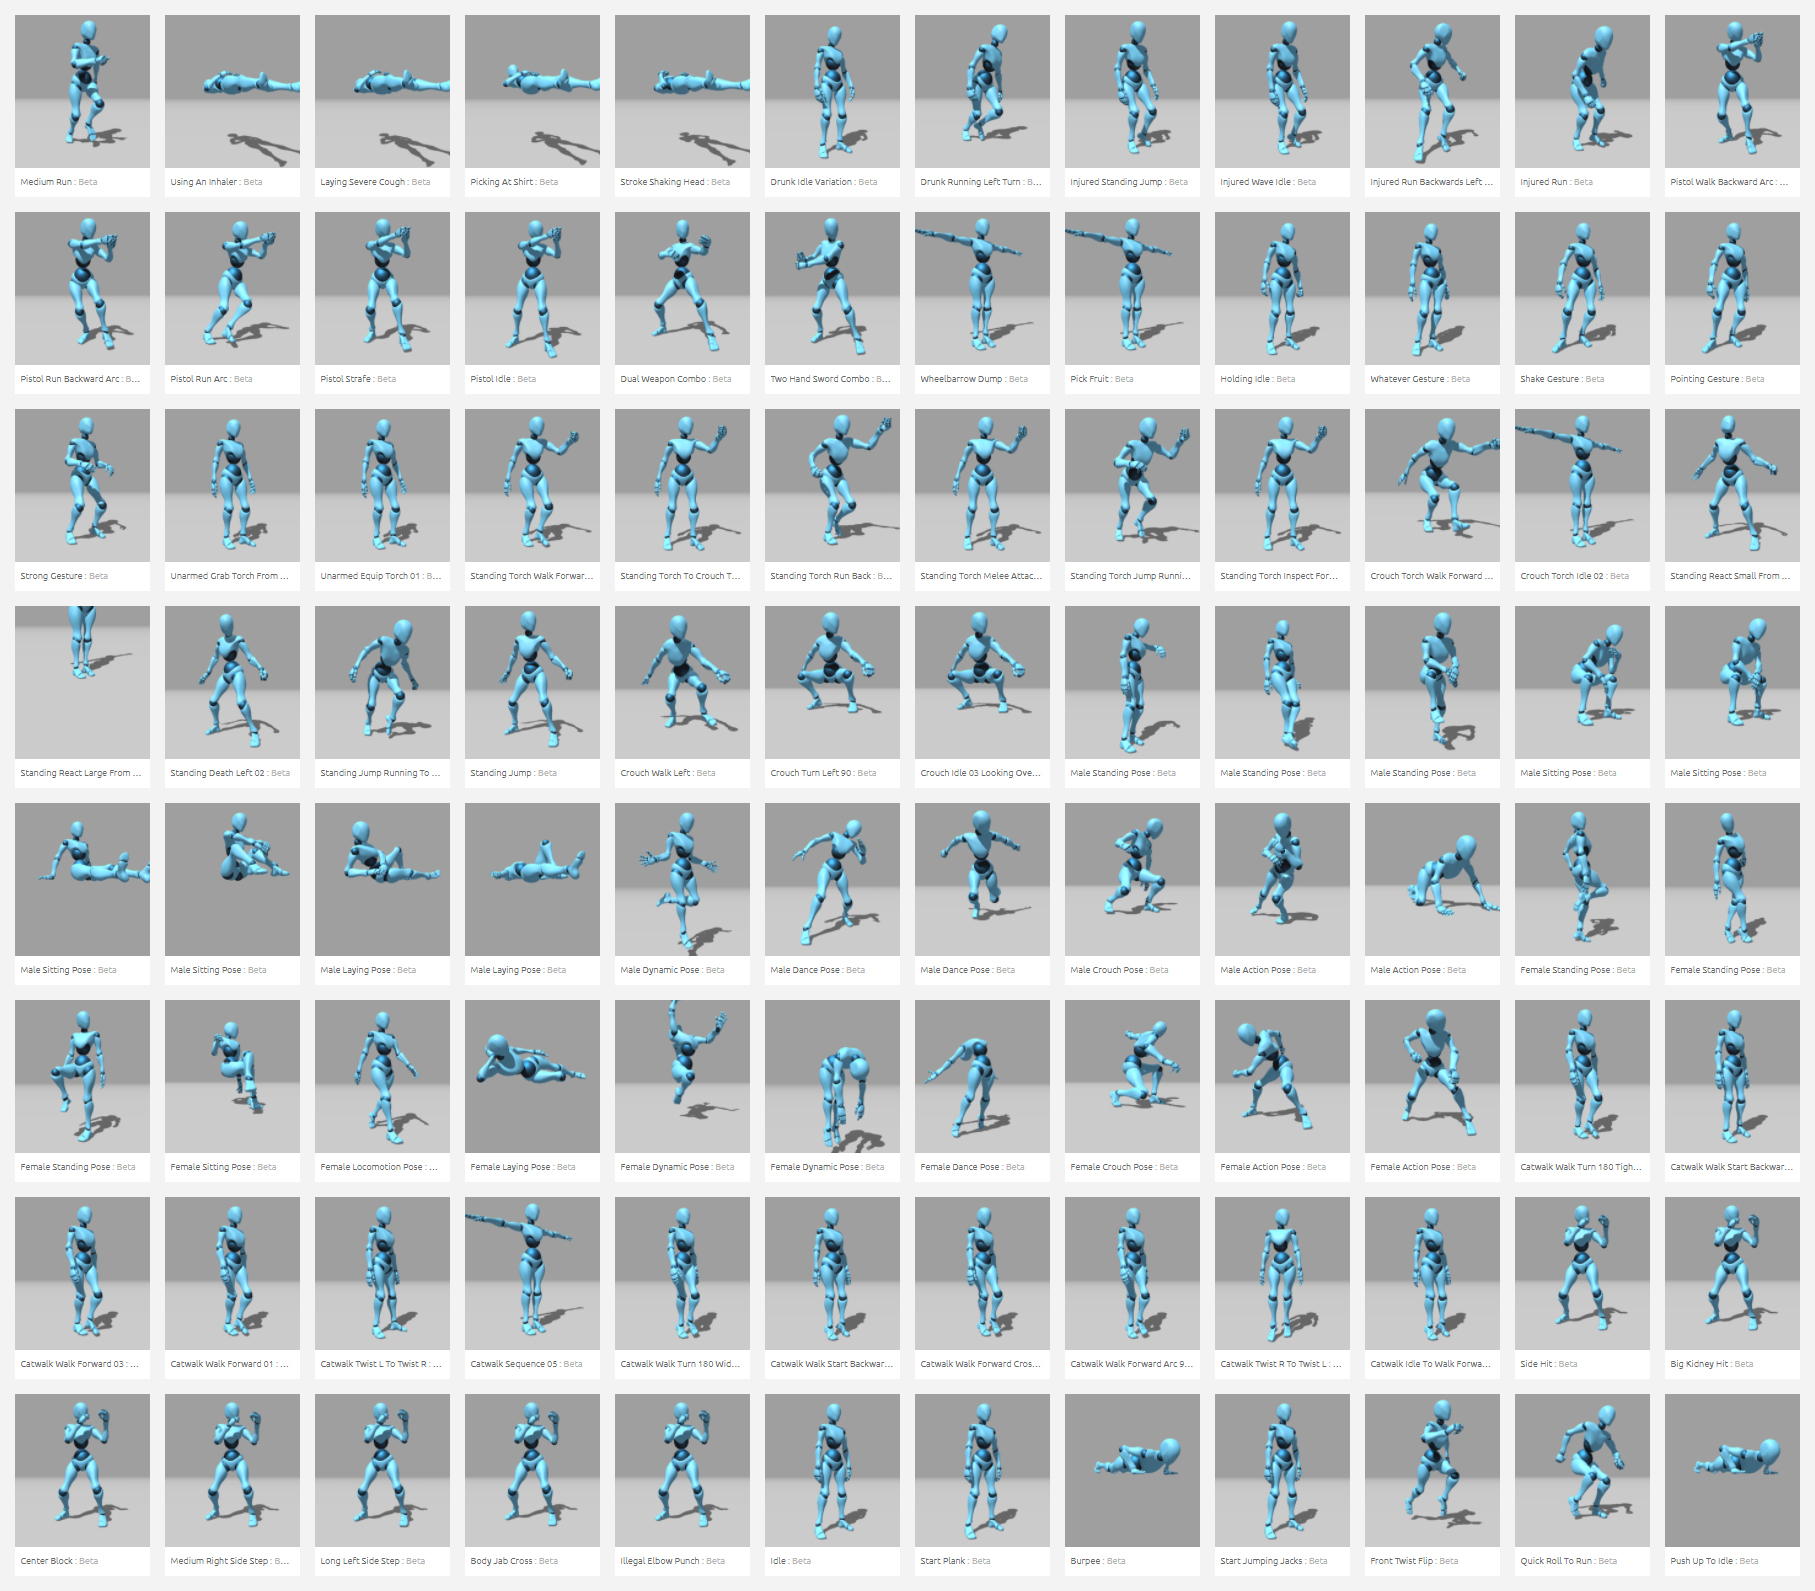 Medium Run : Beta
Using An Inhaler : Beta
Laying Severe Cough : Beta
Picking At Shirt : Beta
Stroke Shaking Head : Beta
Drunk Idle Variation : Beta
Drunk Running Left Turn : B...
Injured Standing Jump : Beta
Injured Wave Idle : Beta
Injured Run Backwards Left ...
Injured Run : Beta
Pistol Walk Backward Arc : ...
Pistol Run Backward Arc : B...
Pistol Run Arc : Beta
Pistol Strafe : Beta
Pistol Idle : Beta
Dual Weapon Combo : Beta
Two Hand Sword Combo : B...
Wheelbarrow Dump : Beta
Pick Fruit : Beta
Holding Idle : Beta
Whatever Gesture : Beta
Shake Gesture : Beta
Pointing Gesture : Beta
Strong Gesture : Beta
Unarmed Grab Torch From ...
Unarmed Equip Torch 01 : B...
Standing Torch Walk Forwar...
Standing Torch To Crouch T...
Standing Torch Run Back : B...
Standing Torch Melee Attac...
Standing Torch Jump Runni...
Standing Torch Inspect For...
Crouch Torch Walk Forward ...
Crouch Torch Idle 02 : Beta
Standing React Small From ...
Standing React Large From ...
Standing Death Left 02 : Beta
Standing Jump Running To ...
Standing Jump : Beta
Crouch Walk Left : Beta
Crouch Turn Left 90 : Beta
Crouch Idle 03 Looking Ove...
Male Standing Pose : Beta
Male Standing Pose : Beta
Male Standing Pose : Beta
Male Sitting Pose : Beta
Male Sitting Pose : Beta
Male Sitting Pose : Beta
Male Sitting Pose : Beta
Male Laying Pose : Beta
Male Laying Pose : Beta
Male Dynamic Pose : Beta
Male Dance Pose : Beta
Male Dance Pose : Beta
Male Crouch Pose : Beta
Male Action Pose : Beta
Male Action Pose : Beta
Female Standing Pose : Beta
Female Standing Pose : Beta
Female Standing Pose : Beta
Female Sitting Pose : Beta
Female Locomotion Pose : ...
Female Laying Pose : Beta
Female Dynamic Pose : Beta
Female Dynamic Pose : Beta
Female Dance Pose : Beta
Female Crouch Pose : Beta
Female Action Pose : Beta
Female Action Pose : Beta
Catwalk Walk Turn 180 Tigh...
Catwalk Walk Start Backwar...
Catwalk Walk Forward 03 : ...
Catwalk Walk Forward 01 : ...
Catwalk Twist L To Twist R : ...
Catwalk Sequence 05 : Beta
Catwalk Walk Turn 180 Wid...
Catwalk Walk Start Backwar...
Catwalk Walk Forward Cros...
Catwalk Walk Forward Arc 9...
Catwalk Twist R To Twist L : ...
Catwalk Idle To Walk Forwa...
Side Hit : Beta
Big Kidney Hit : Beta
Center Block : Beta
Medium Right Side Step : B...
Long Left Side Step : Beta
Body Jab Cross : Beta
Illegal Elbow Punch : Beta
Idle : Beta
Start Plank : Beta
Burpee : Beta
Start Jumping Jacks : Beta
Front Twist Flip : Beta
Quick Roll To Run : Beta
Push Up To Idle : Beta